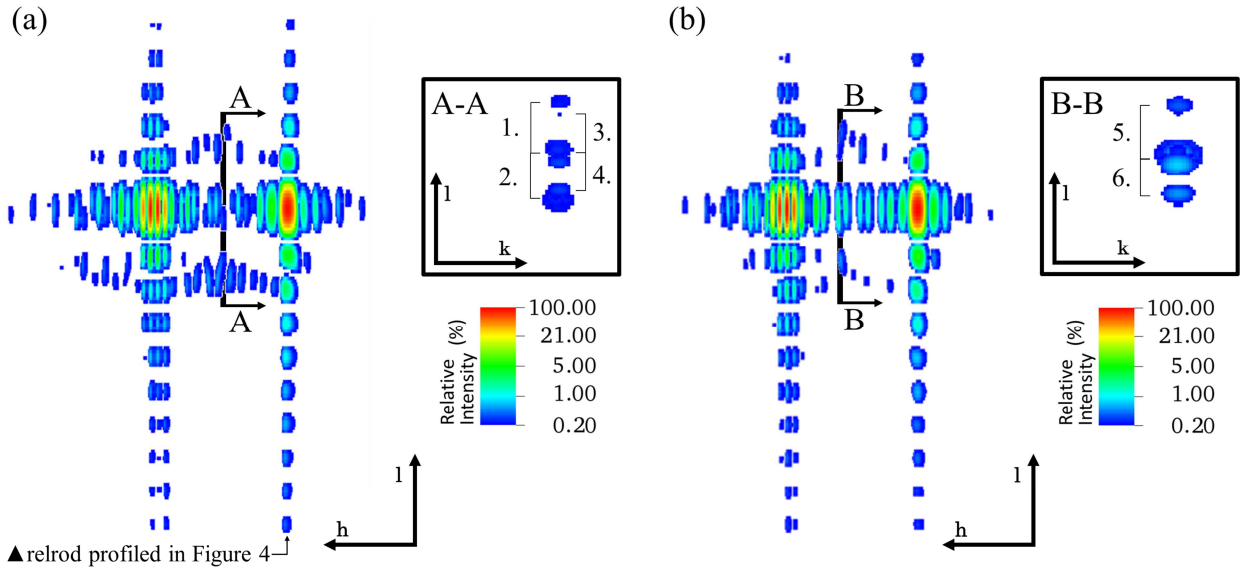 (a)
A
A
A-A
1.
2.
3.
4.
l
k
Relative (%)
Intensity
100.00
21.00
5.00
1.00
0.20
l
h
▲relrod profiled in Figure 4
(b)
B
B
B-B
5.
6.
l
k
Relative (%)
Intensity
100.00
21.00
5.00
1.00
0.20
l
h